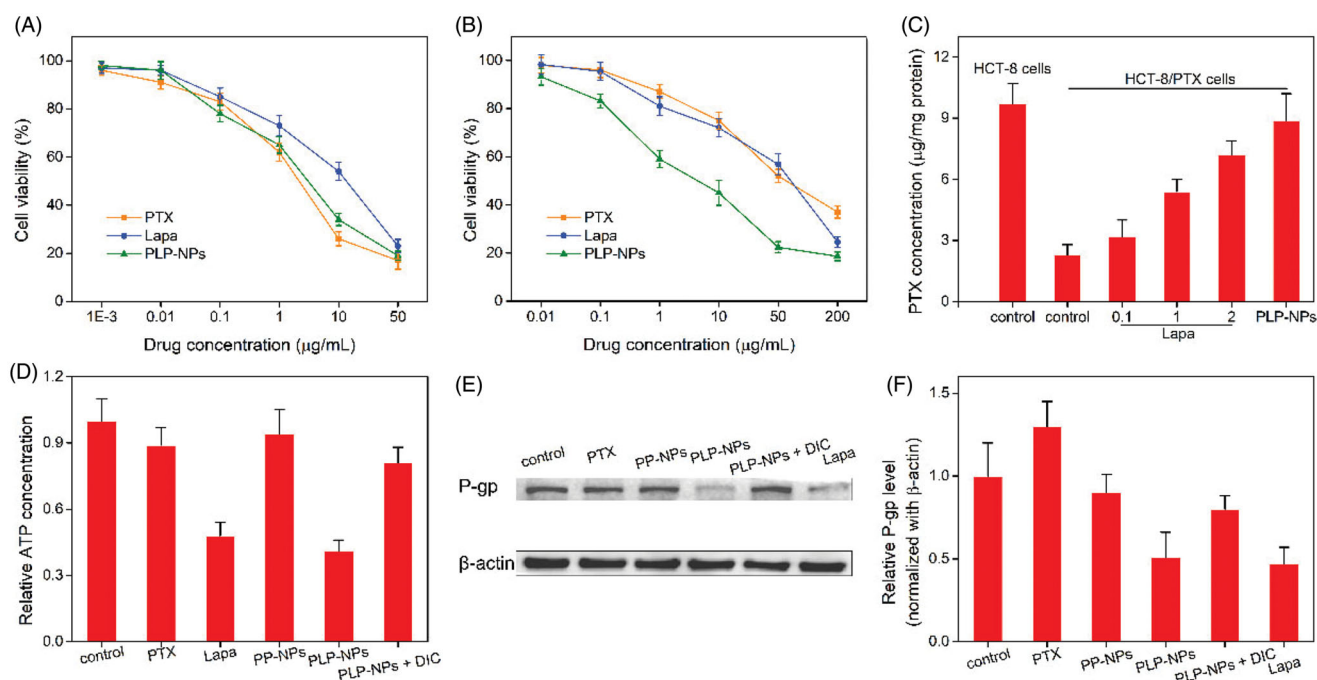 (A)
100
80
60
40
20
0
Cell viability (%)
PTX
Lapa
PLP-NPs
1E-3 0.01 0.1 1 10 50
Drug concentration (μg/mL)
(B)
100
80
60
40
20
0
Cell viability (%)
PTX
Lapa
PLP-NPs
0.01 0.1 1 10 50 200
Drug concentration (μg/mL)
(C)
12
9
6
3
0
PTX concentration (μg/mg protein)
HCT-8 cells
HCT-8/PTX cells
control control 0.1 1 2 PLP-NPs
Lapa
(D)
1.2
0.9
0.6
0.3
0.0
Relative ATP concentration
control PTX Lapa PP-NPs PLP-NPs PLP-NPs + DIC
(E)
control PTX PP-NPs PLP-NPs PLP-NPs + DIC Lapa
P-gp
β-actin
(F)
1.5
1.0
0.5
0.0
Relative P-gp level
(normalized with β-actin)
control PTX PP-NPs PLP-NPs PLP-NPs + DIC Lapa